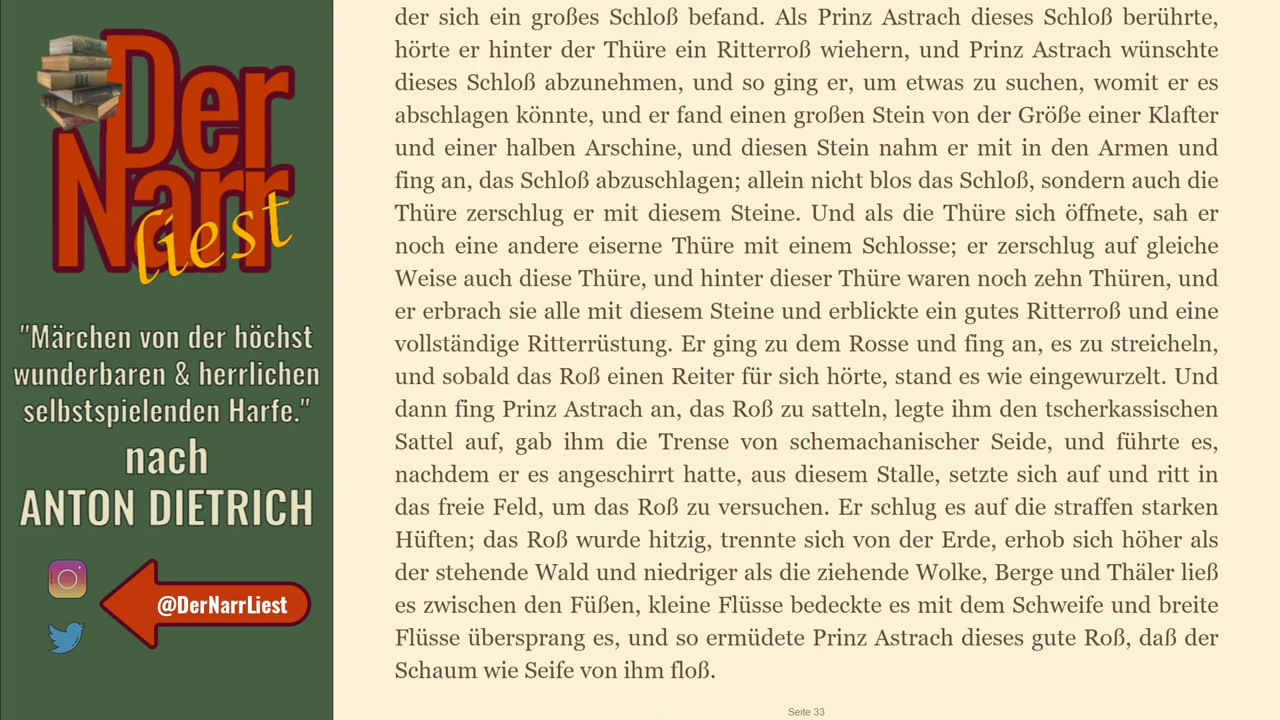 Der
Narr
liest
"Märchen von der höchst
wunderbaren & herrlichen
selbstspielenden Harfe."
nach
ANTON DIETRICH
@DerNarrLiest
der sich ein großes Schloß befand. Als Prinz Astrach dieses Schloß berührte,
hörte er hinter der Thüre ein Ritterroß wiehern, und Prinz Astrach wünschte
dieses Schloß abzunehmen, und so ging er, um etwas zu suchen, womit er es
abschlagen könnte, und er fand einen großen Stein von der Größe einer Klafter
und einer halben Arschine, und diesen Stein nahm er mit in den Armen und
fing an, das Schloß abzuschlagen; allein nicht blos das Schloß, sondern auch die
Thüre zerschlug er mit diesem Steine. Und als die Thüre sich öffnete, sah er
noch eine andere eiserne Thüre mit einem Schlosse; er zerschlug auf gleiche
Weise auch diese Thüre, und hinter dieser Thüre waren noch zehn Thüren, und
er erbrach sie alle mit diesem Steine und erblickte ein gutes Ritterroß und eine
vollständige Ritterrüstung. Er ging zu dem Rosse und fing an, es zu streicheln,
und sobald das Roß einen Reiter für sich hörte, stand es wie eingewurzelt. Und
dann fing Prinz Astrach an, das Roß zu satteln, legte ihm den tscherkassischen
Sattel auf, gab ihm die Trense von schemachanischer Seide, und führte es,
nachdem er es angeschirrt hatte, aus diesem Stalle, setzte sich auf und ritt in
das freie Feld, um das Roß zu versuchen. Er schlug es auf die straffen starken
Hüften; das Roß wurde hitzig, trennte sich von der Erde, erhob sich höher als
der stehende Wald und niedriger als die ziehende Wolke, Berge und Thäler ließ
es zwischen den Füßen, kleine Flüsse bedeckte es mit dem Schweife und breite
Flüsse übersprang es, und so ermüdete Prinz Astrach dieses gute Roß, daß der
Schaum wie Seife von ihm floß.
Seite 33